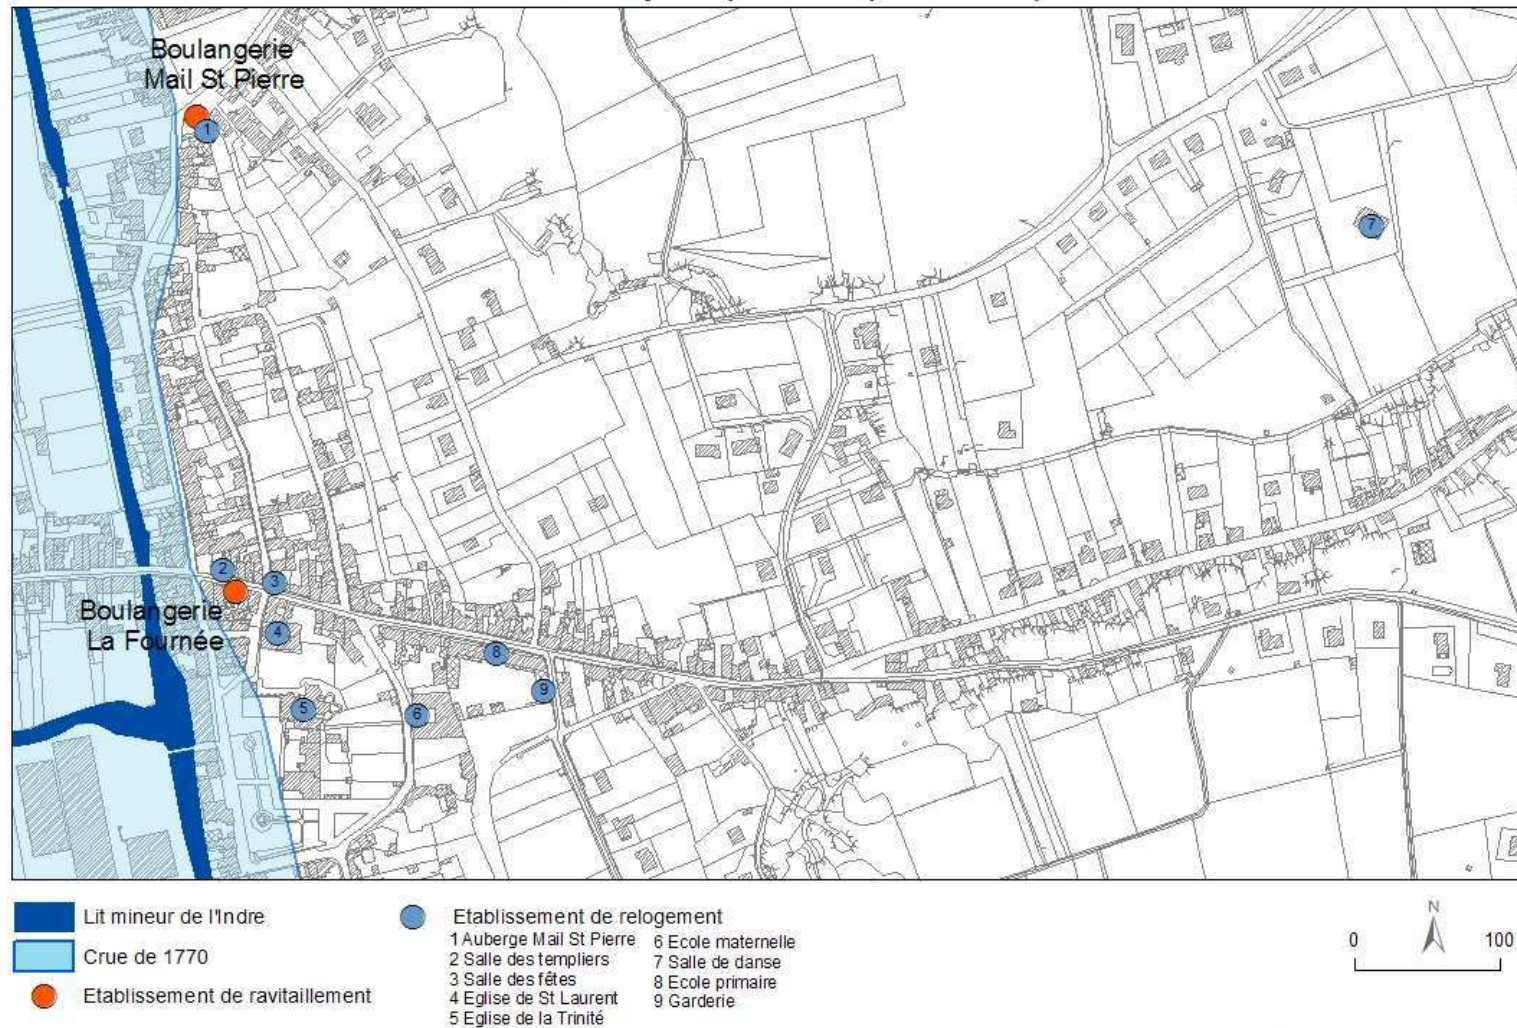 Boulangerie
Mail St Pierre
1
7
2
3
Boulangerie
La Fournée
4
8
9
5
6
Lit mineur de l'Indre
Crue de 1770
Etablissement de ravitaillement
Etablissement de relogement
1 Auberge Mail St Pierre
2 Salle des templiers
3 Salle des fêtes
4 Eglise de St Laurent
5 Eglise de la Trinité
6 Ecole maternelle
7 Salle de danse
8 Ecole primaire
9 Garderie
N
0 100